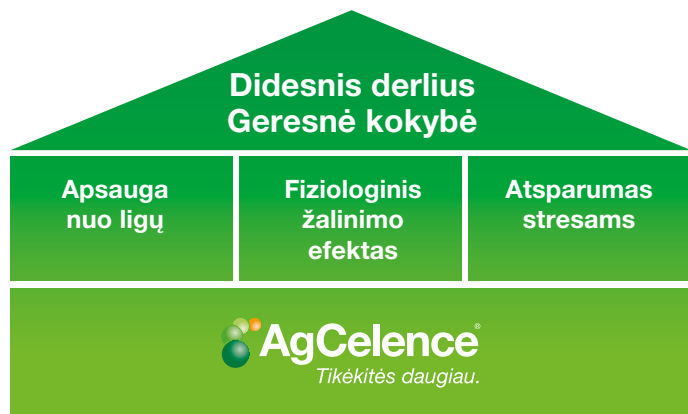 Didesnis derlius
Geresnė kokybė
Apsauga
nuo ligų
Fiziologinis
žalinimo
efektas
Atsparumas
stresams
AgCelence®
Tikėkitės daugiau.